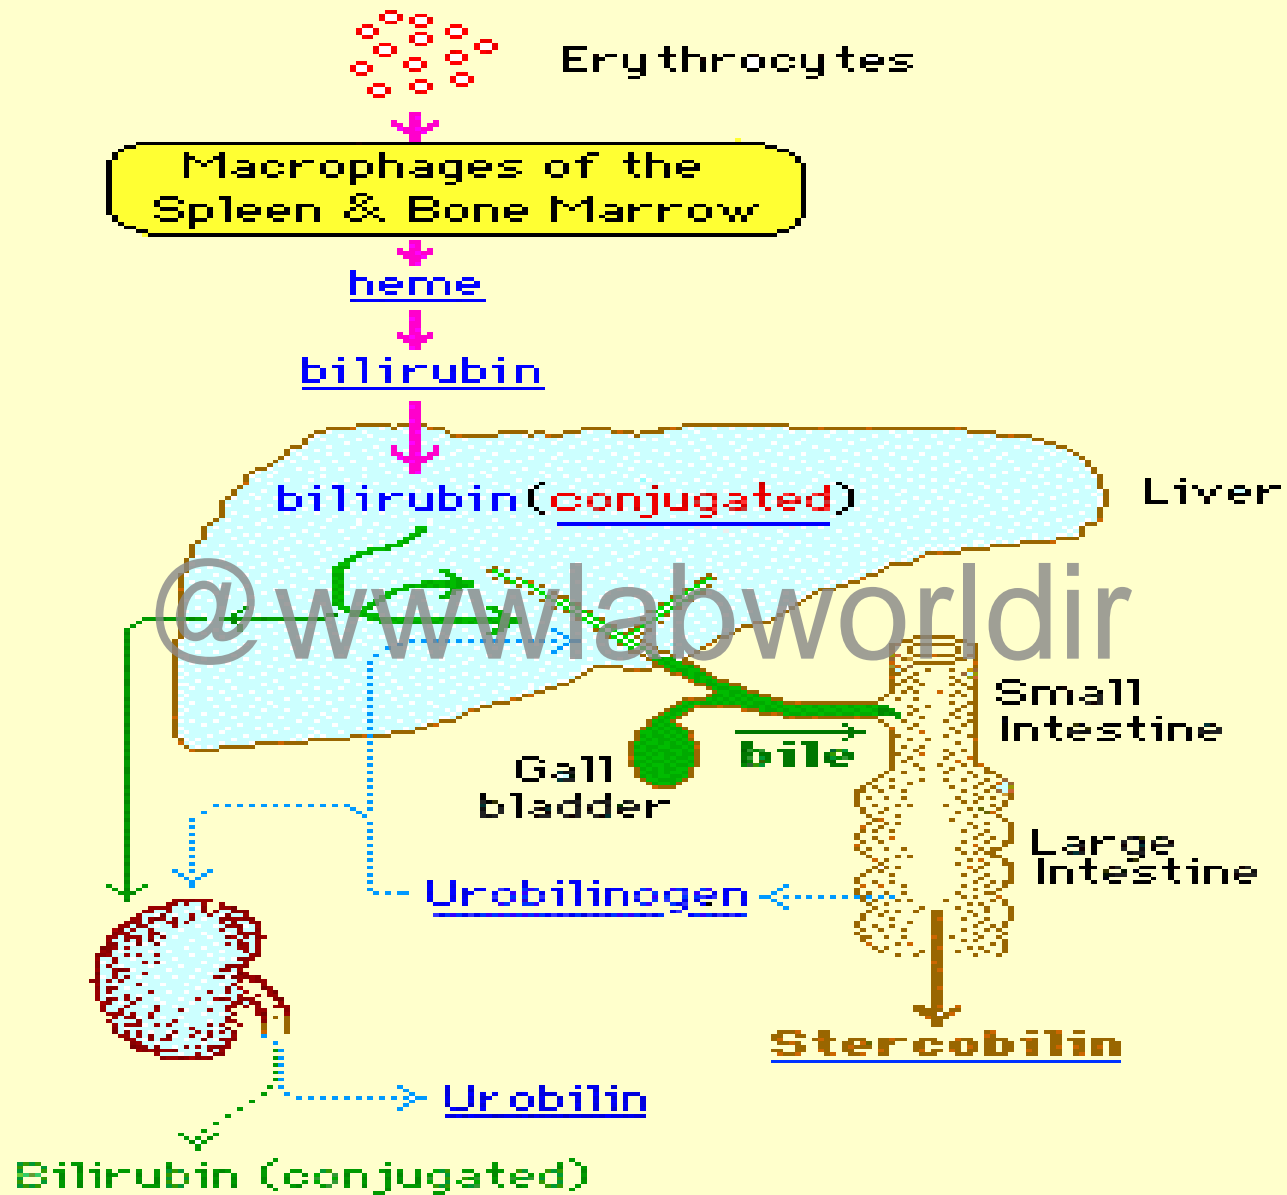 Erythrocytes
Macrophages of the
Spleen & Bone Marrow
heme
bilirubin
bilirubin (conjugated)
Liver
@wwwlabworldir
Small
Intestine
bile
Gall
bladder
Large
Intestine
Urobilinogen
Stercobilin
Urobilin
Bilirubin (conjugated)